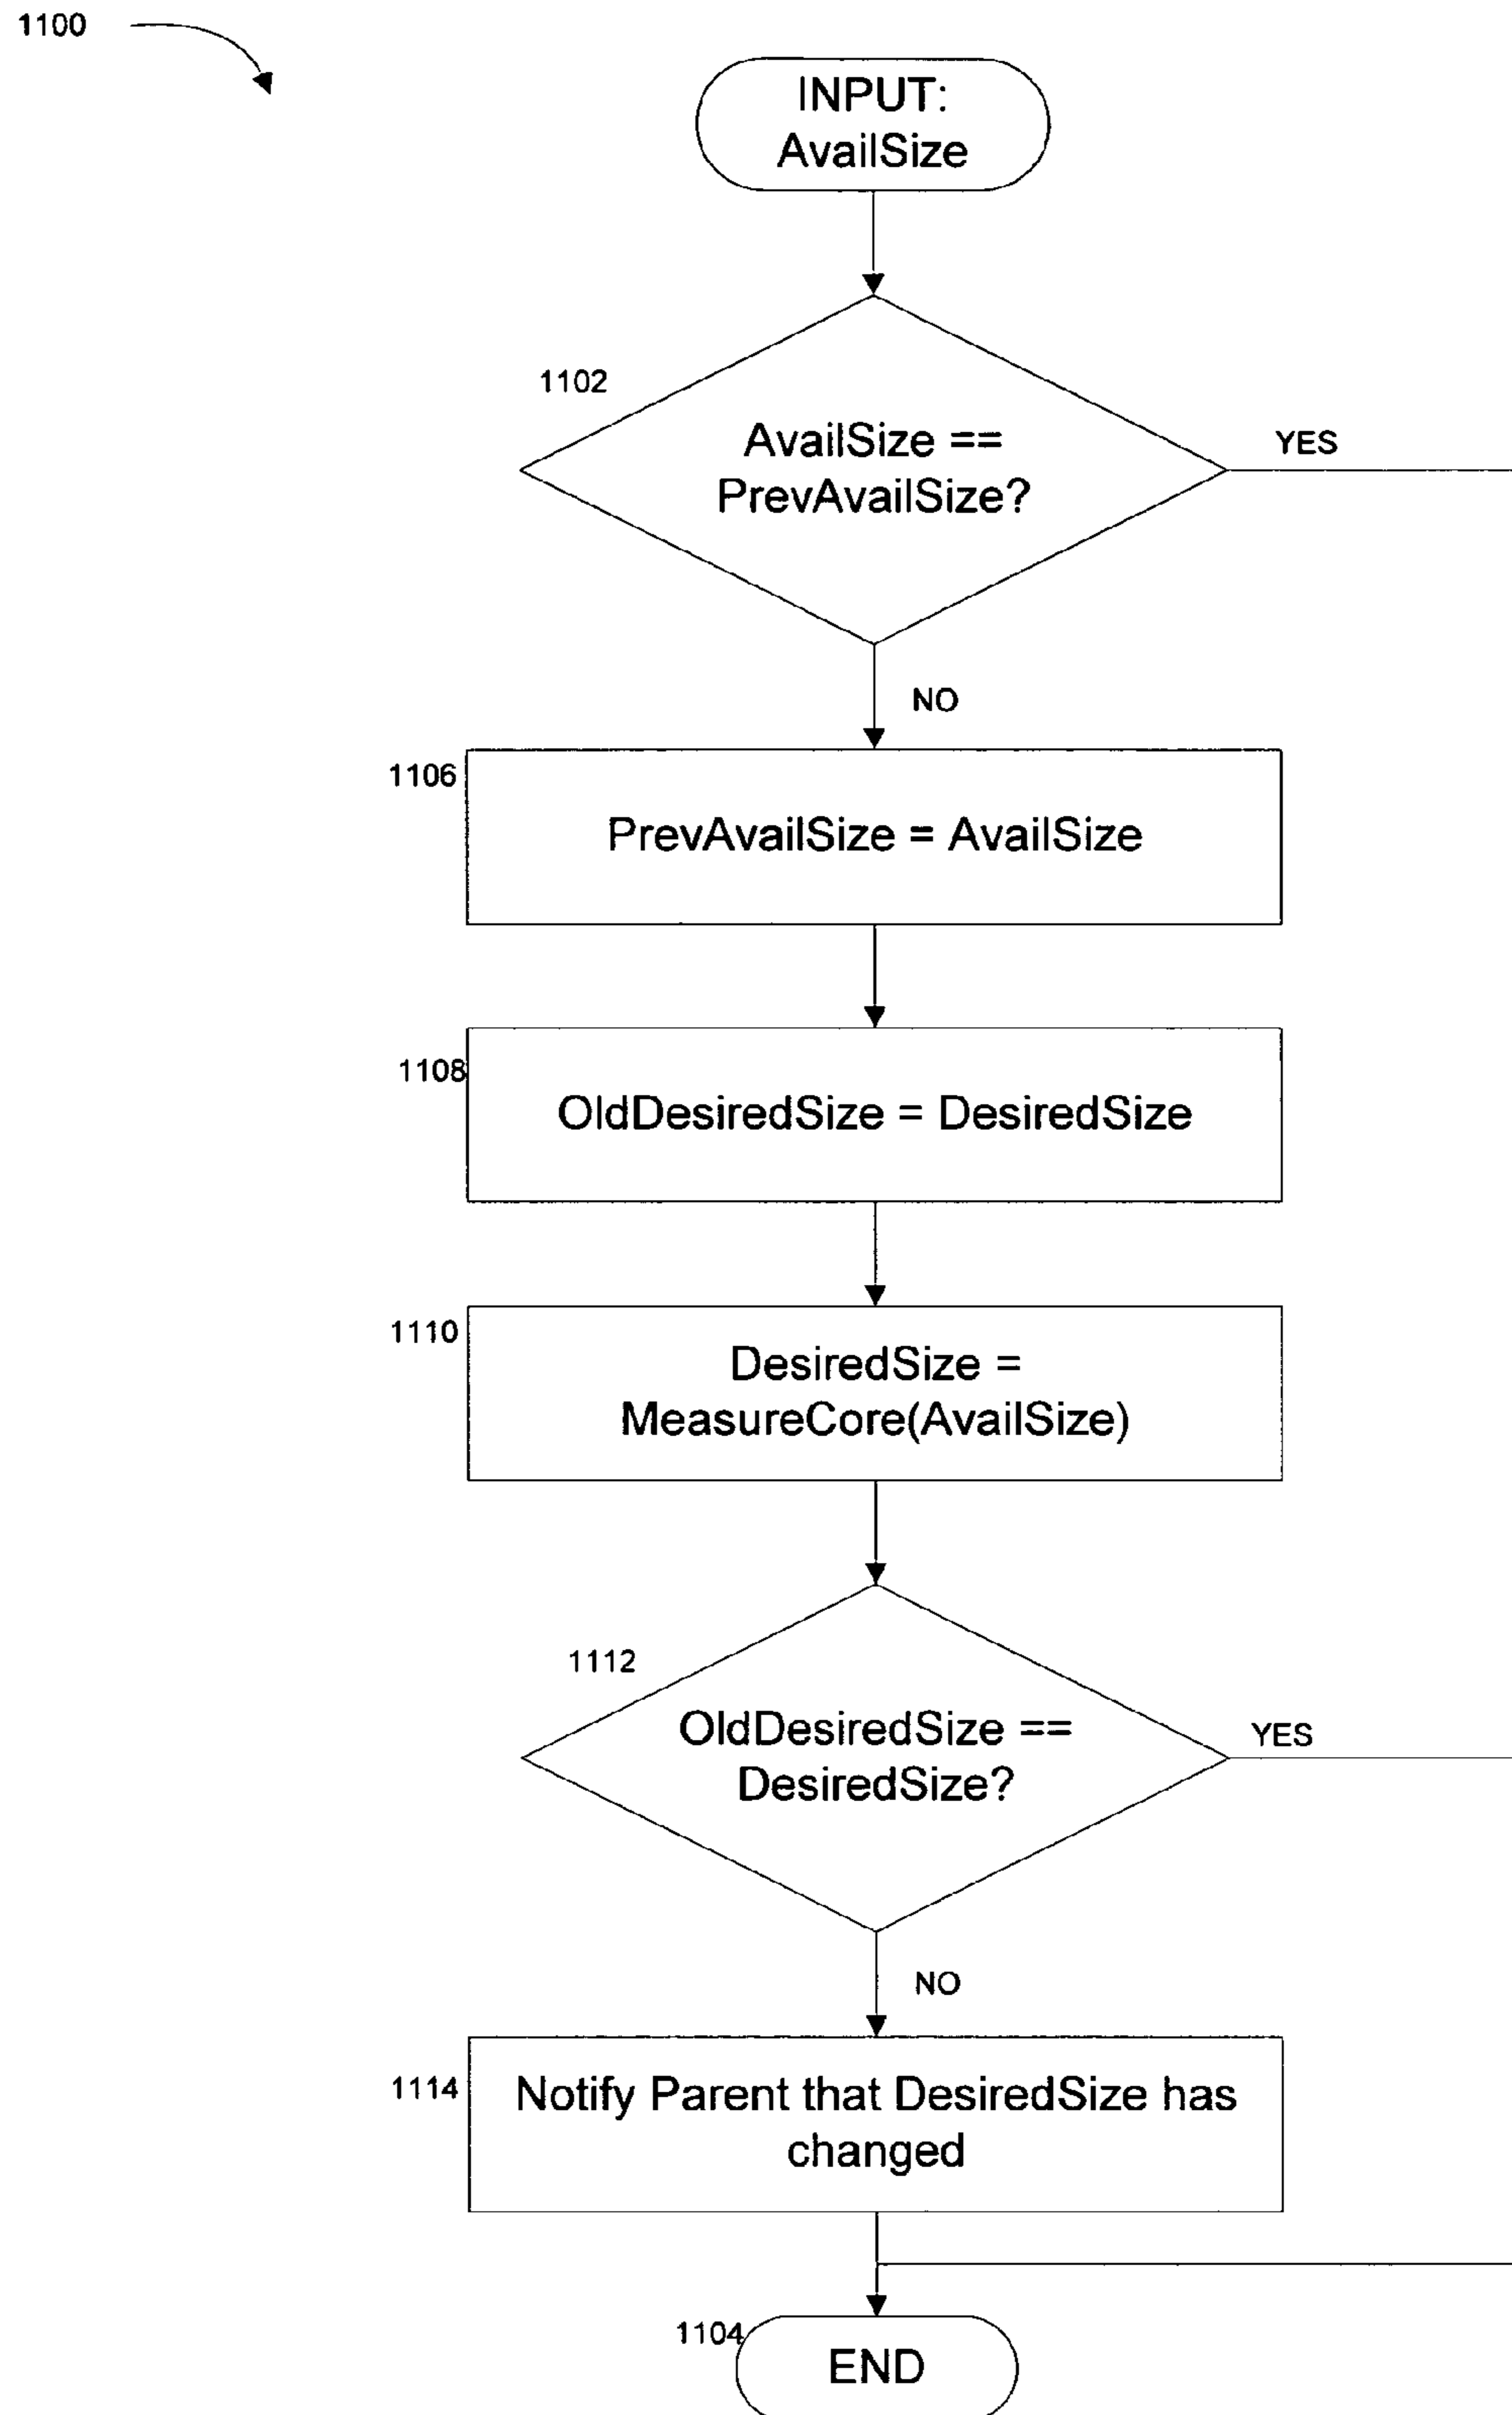 1100
INPUT:
AvailSize
1102
AvailSize ==
PrevAvailSize?
YES
NO
1106
PrevAvailSize = AvailSize
1108
OldDesiredSize = DesiredSize
1110
DesiredSize =
MeasureCore(AvailSize)
1112
OldDesiredSize ==
DesiredSize?
YES
NO
1114
Notify Parent that DesiredSize has
changed
1104
END